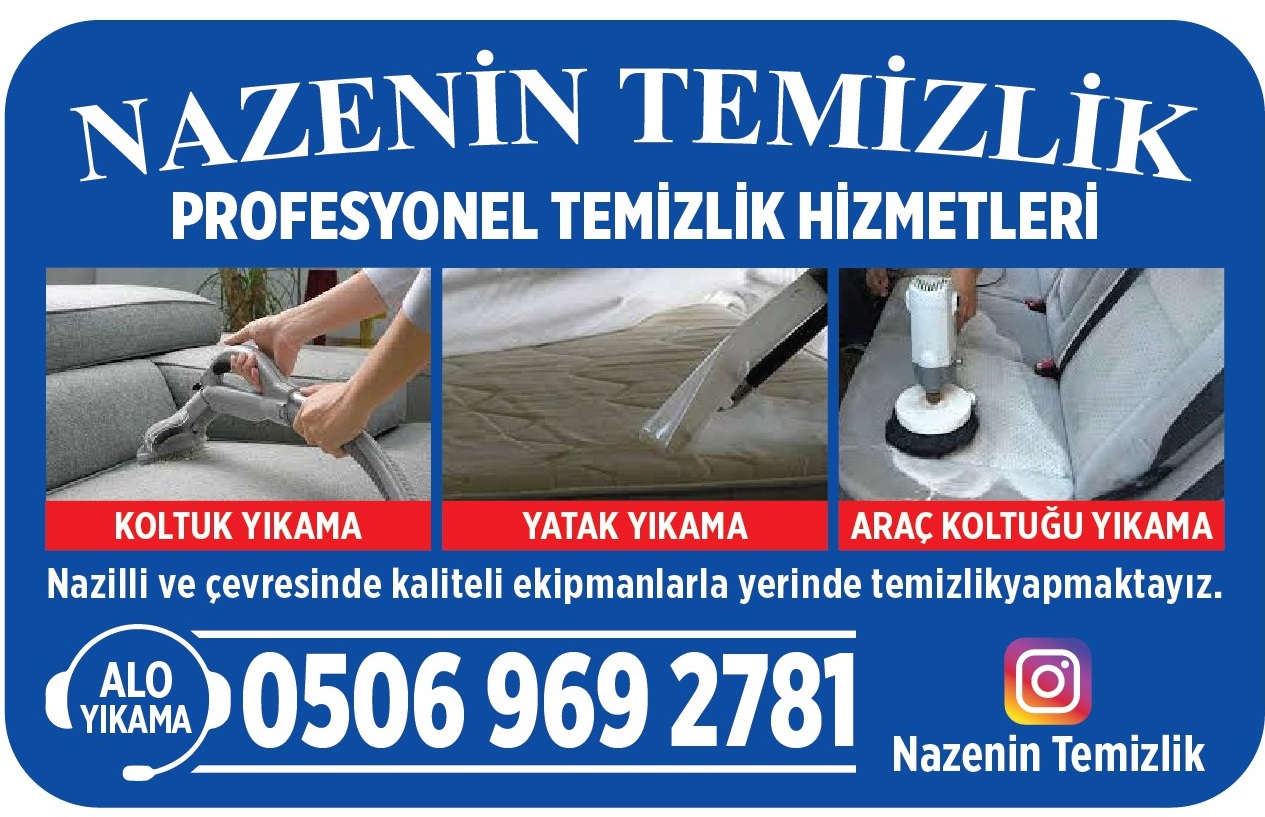 NAZENİN TEMİZLİK
PROFESYONEL TEMİZLİK HİZMETLERİ
KOLTUK YIKAMA
YATAK YIKAMA
ARAÇ KOLTUĞU YIKAMA
Nazilli ve çevresinde kaliteli ekipmanlarla yerinde temizlikyapmaktayız.
ALO
YIKAMA
0506 969 2781
Nazenin Temizlik